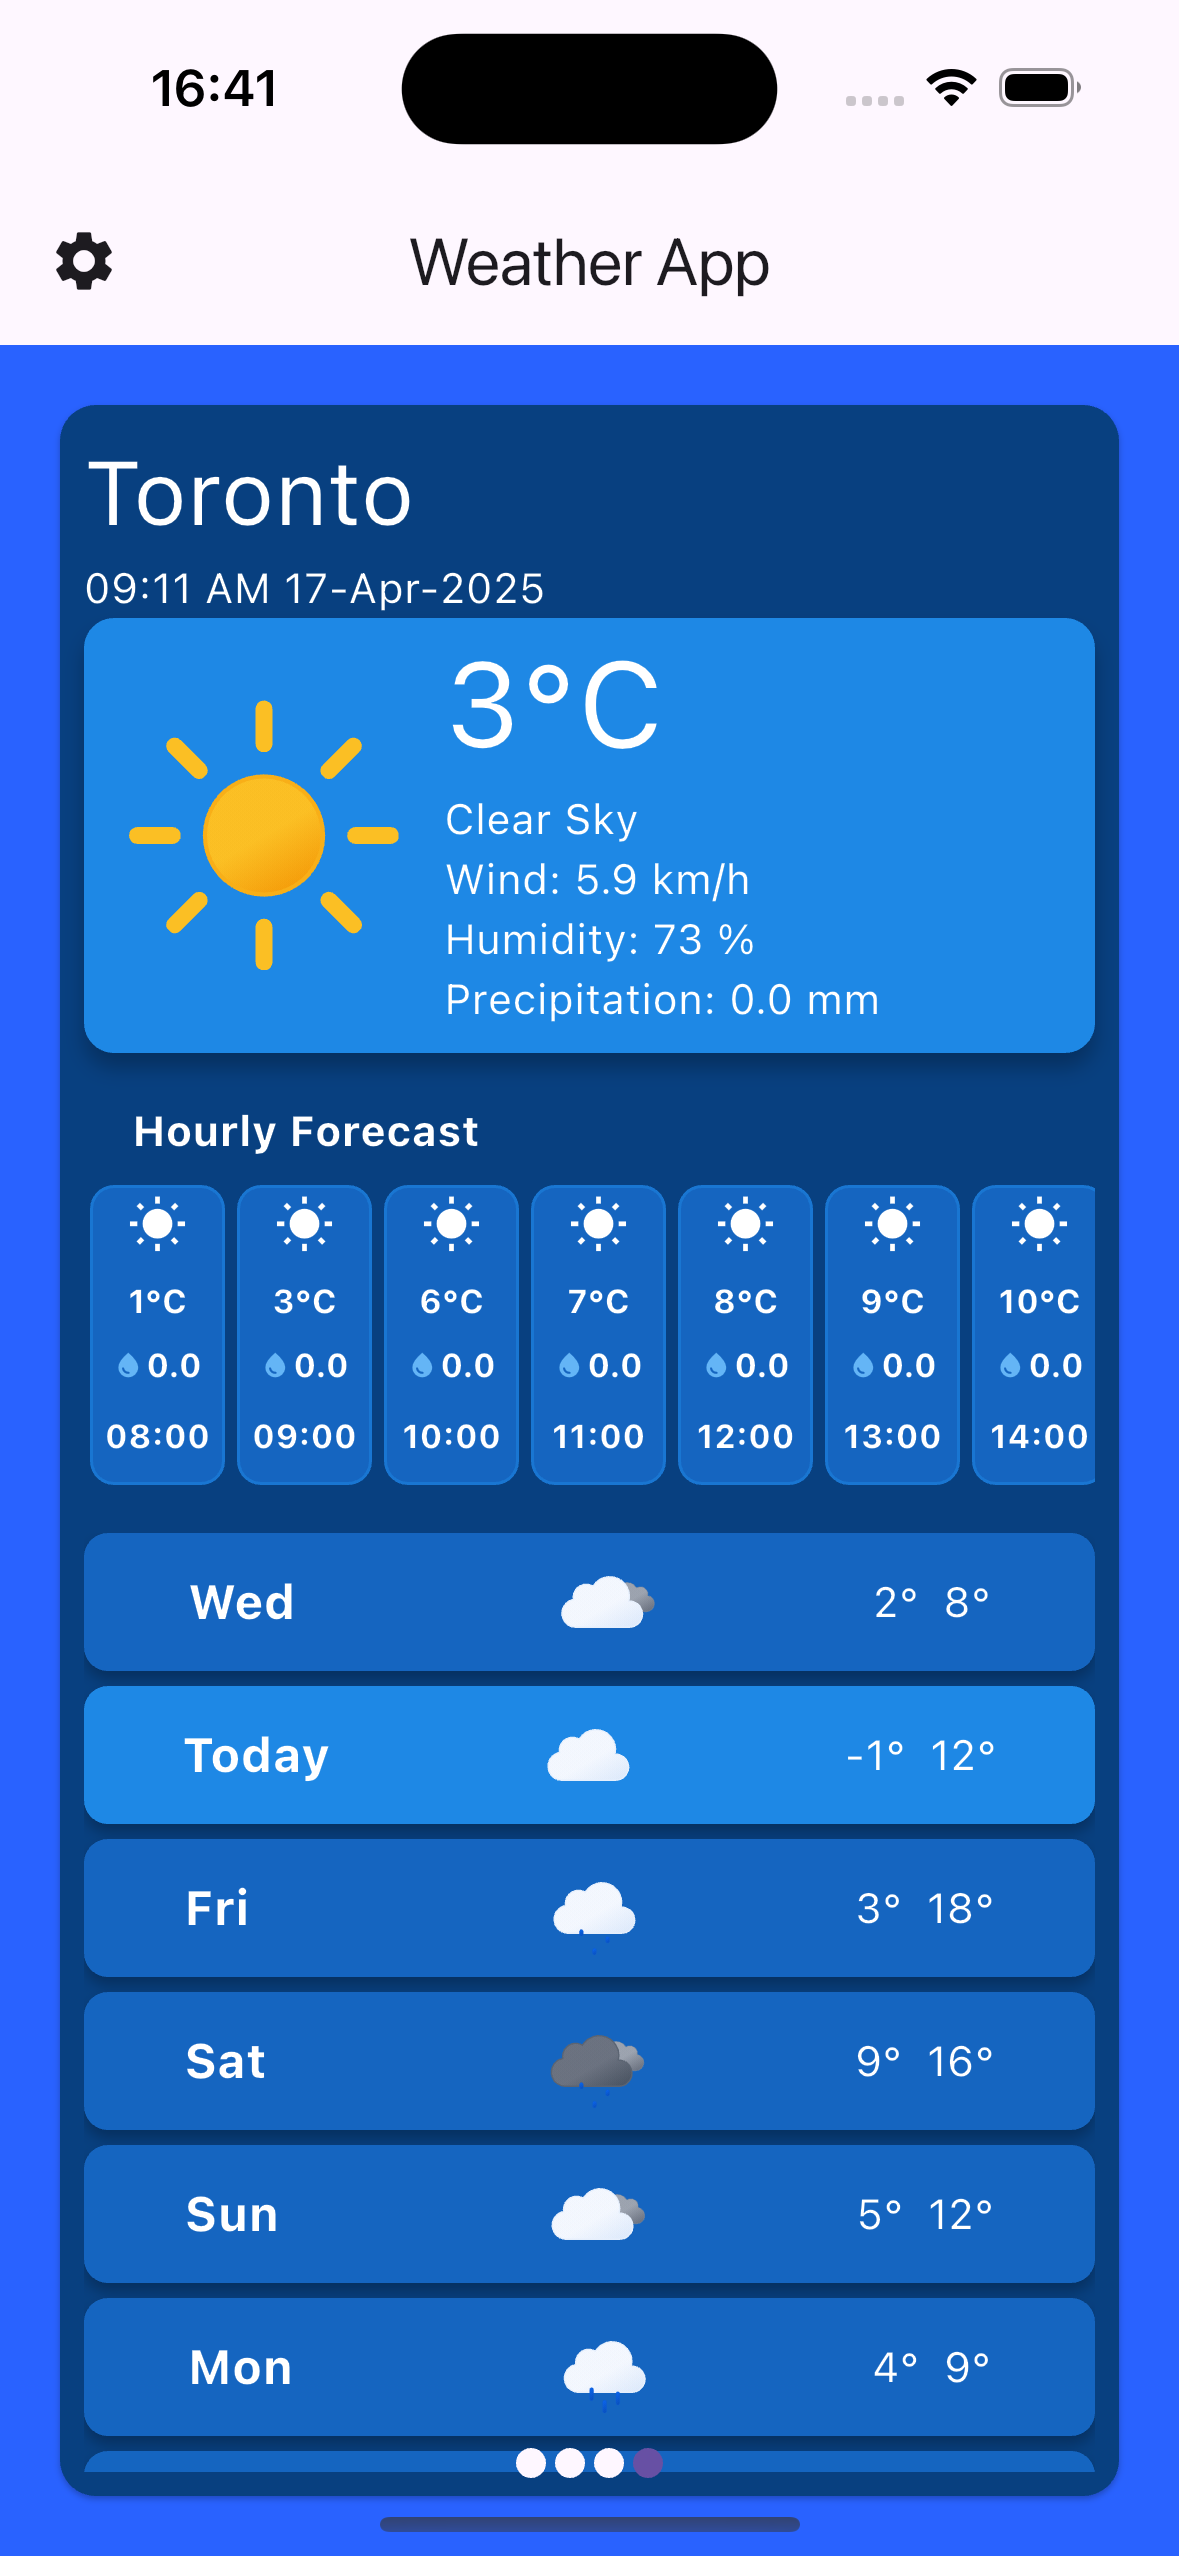 16:41
Weather App
Toronto
09:11 AM 17-Apr-2025
3°C
Clear Sky
Wind: 5.9 km/h
Humidity: 73 %
Precipitation: 0.0 mm
Hourly Forecast
1°C 3°C 6°C 7°C 8°C 9°C 10°C
0.0 0.0 0.0 0.0 0.0 0.0 0.0
08:00 09:00 10:00 11:00 12:00 13:00 14:00
Wed 2° 8°
Today -1° 12°
Fri 3° 18°
Sat 9° 16°
Sun 5° 12°
Mon 4° 9°